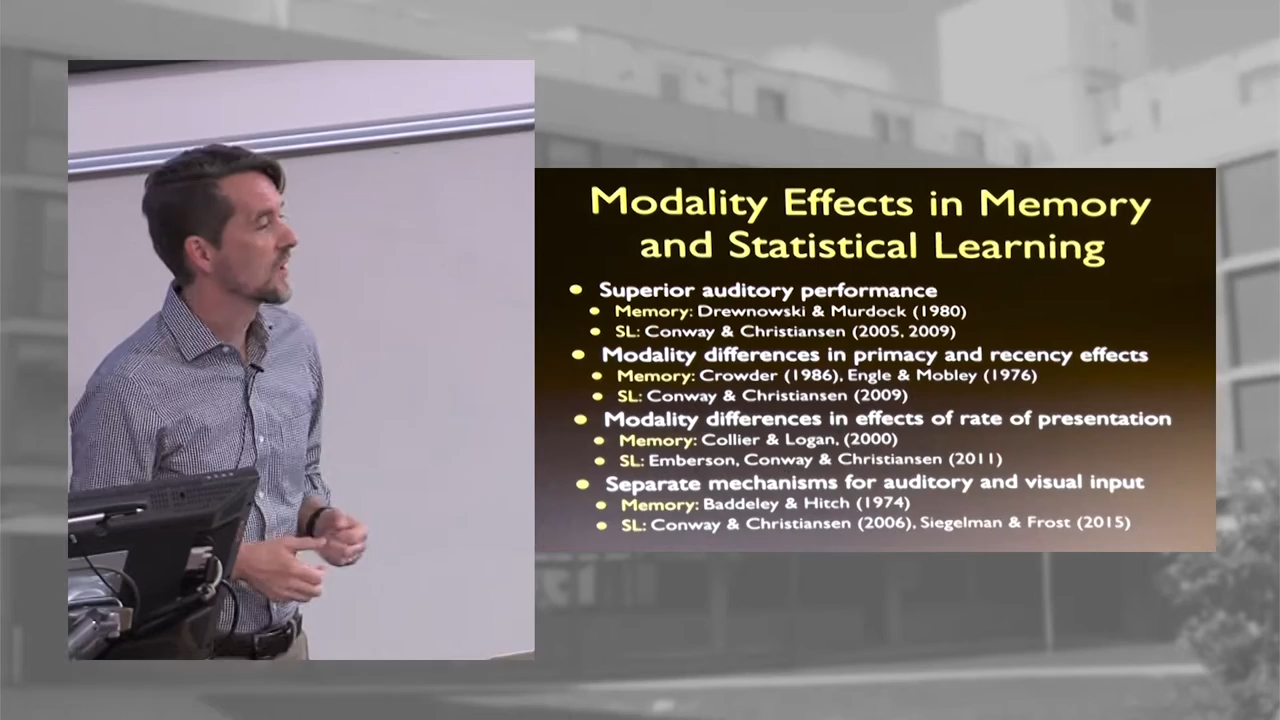 Modality Effects in Memory
and Statistical Learning
• Superior auditory performance
• Memory: Drewnowski & Murdock (1980)
• SL: Conway & Christiansen (2005, 2009)
• Modality differences in primacy and recency effects
• Memory: Crowder (1986), Engle & Mobley (1976)
• SL: Conway & Christiansen (2009)
• Modality differences in effects of rate of presentation
• Memory: Collier & Logan, (2000)
• SL: Emberson, Conway & Christiansen (2011)
• Separate mechanisms for auditory and visual input
• Memory: Baddeley & Hitch (1974)
• SL: Conway & Christiansen (2006), Siegelman & Frost (2015)